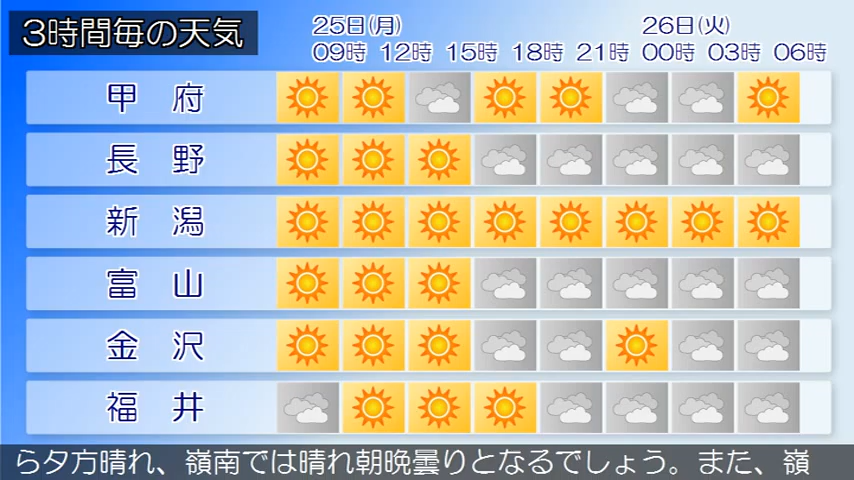 3時間毎の天気
25日(月) 26日(火)
09時 12時 15時 18時 21時 00時 03時 06時
甲 府
長 野
新 潟
富 山
金 沢
福 井
ら夕方晴れ、嶺南では晴れ朝晩曇りとなるでしょう。また、嶺